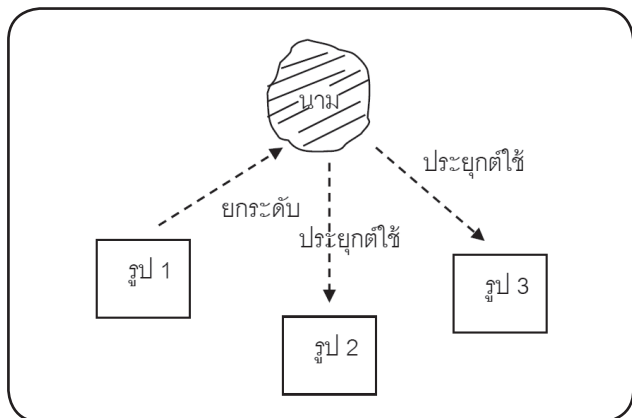 นาม
ประยุกต์ใช้
ยกระดับ
ประยุกต์ใช้
รูป 1
รูป 3
รูป 2